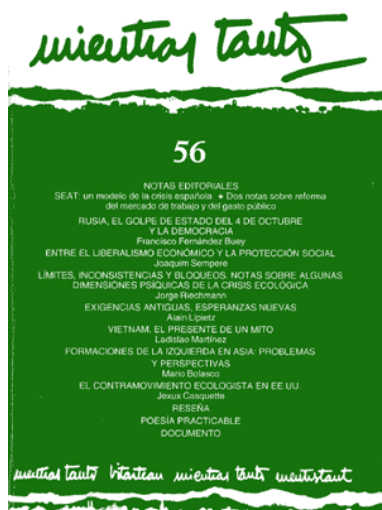 mientras tanto
56
NOTAS EDITORIALES
SEAT: un modelo de la crisis española ★ Dos notas sobre reforma
del mercado de trabajo y del gasto público
RUSIA, EL GOLPE DE ESTADO DEL 4 DE OCTUBRE
Y LA DEMOCRACIA
Francisco Fernández Buey
ENTRE EL LIBERALISMO ECONÓMICO Y LA PROTECCIÓN SOCIAL
Joaquim Sempere
LÍMITES, INCONSISTENCIAS Y BLOQUEOS. NOTAS SOBRE ALGUNAS
DIMENSIONES PSÍQUICAS DE LA CRISIS ECOLÓGICA
Jorge Riechmann
EXIGENCIAS ANTIGUAS, ESPERANZAS NUEVAS
Alain Lipietz
VIETNAM. EL PRESENTE DE UN MITO
Ladislao Martínez
FORMACIONES DE LA IZQUIERDA EN ASIA: PROBLEMAS
Y PERSPECTIVAS
Mario Bolasco
EL CONTRAMOVIMIENTO ECOLOGISTA EN EE.UU.
Jexux Casquette
RESEÑA
POESÍA PRACTICABLE
DOCUMENTO
mientras tanto bitartean mientras tanto mentrestant